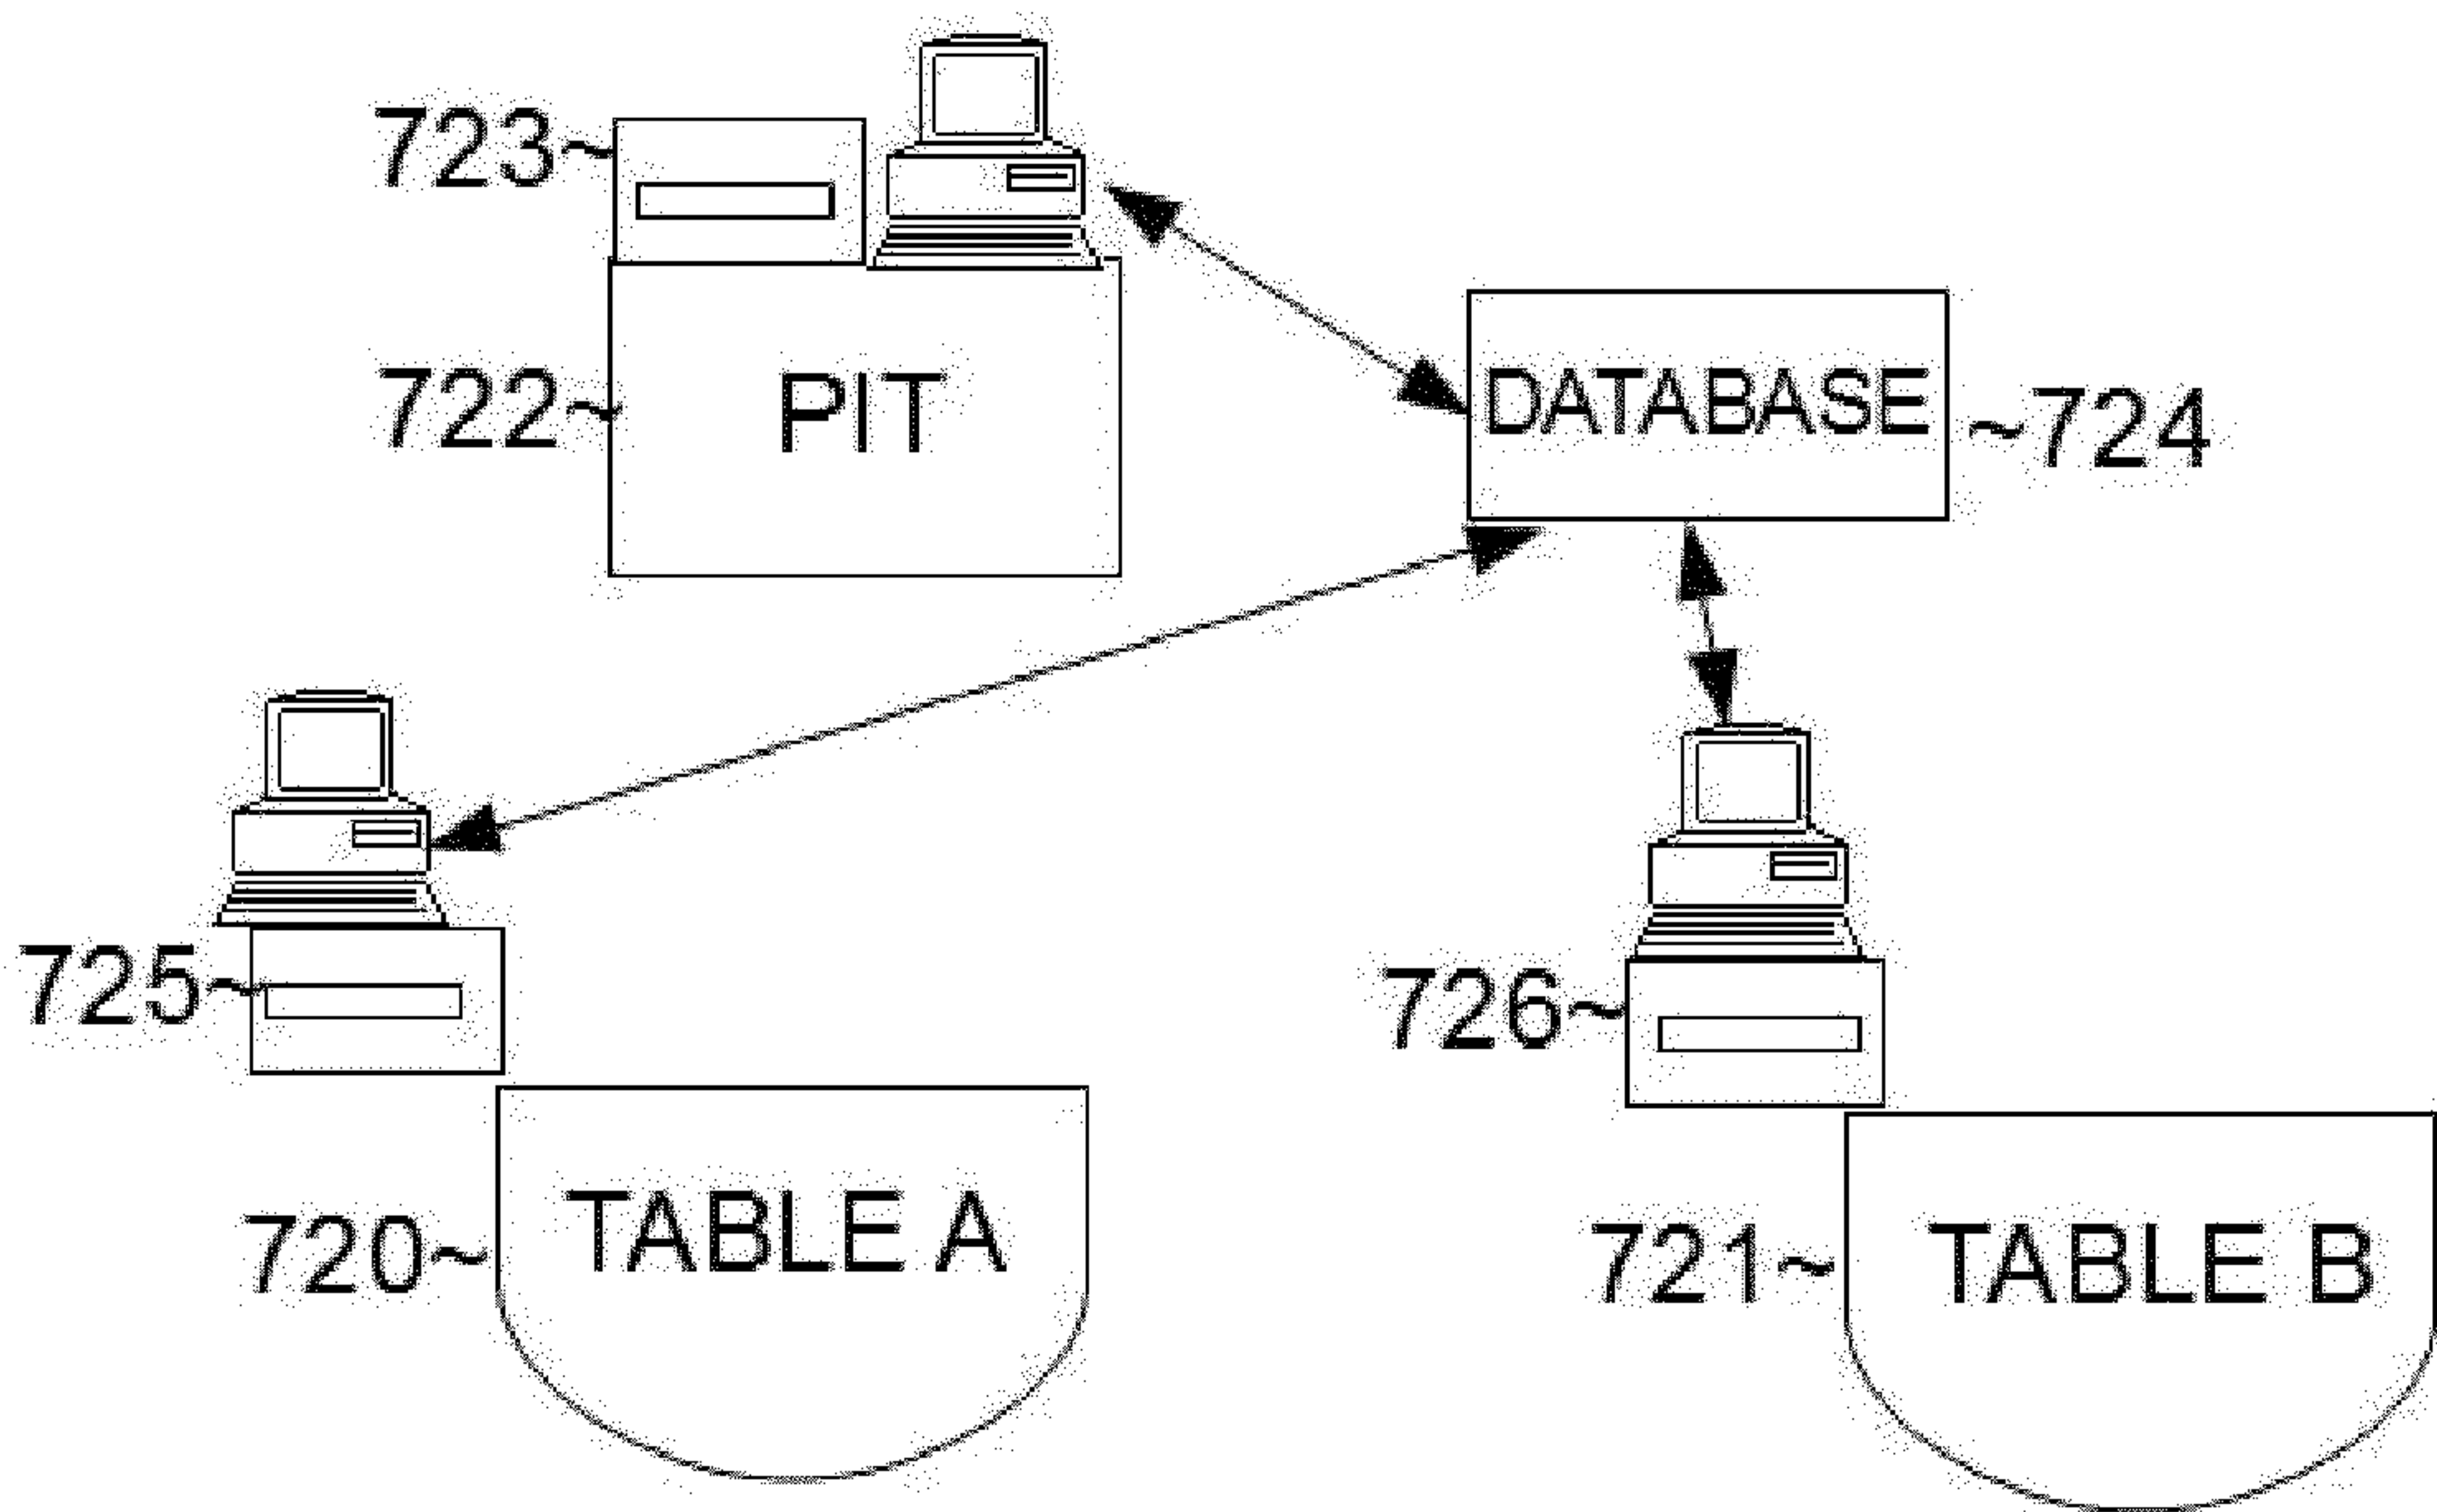 723~
722~ PIT
DATABASE ~724
725~
726~
720~ TABLE A
721~ TABLE B